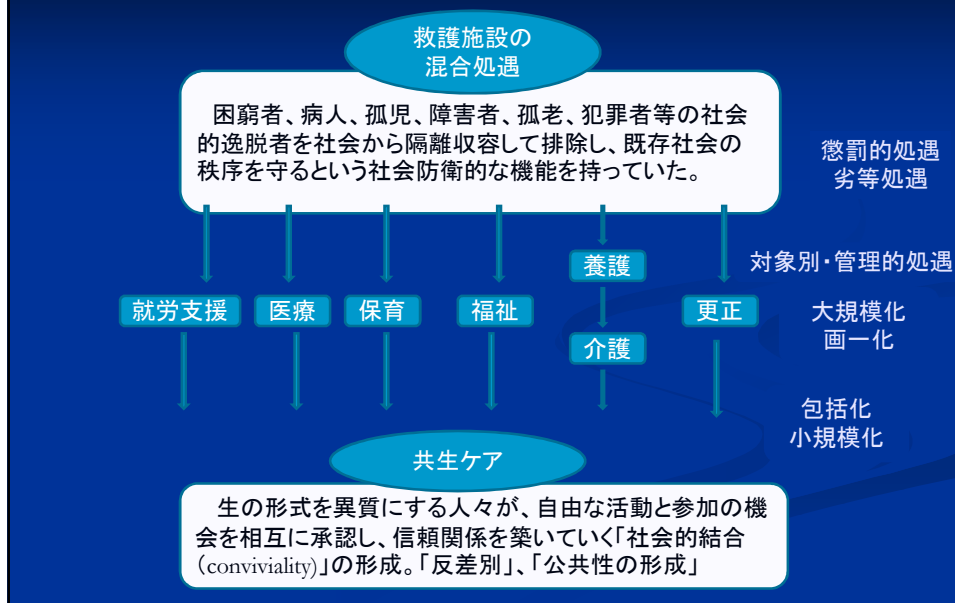 救護施設の
混合処遇
困窮者、病人、孤児、障害者、孤老、犯罪者等の社会
的逸脱者を社会から隔離収容して排除し、既存社会の
秩序を守るという社会防衛的な機能を持っていた。
懲罰的処遇
劣等処遇
養護
対象別・管理的処遇
就労支援
医療
保育
福祉
更正
大規模化
画一化
介護
包括化
小規模化
共生ケア
生の形式を異質にする人々が、自由な活動と参加の機
会を相互に承認し、信頼関係を築いていく「社会的結合
（conviviality)」の形成。「反差別」、「公共性の形成」